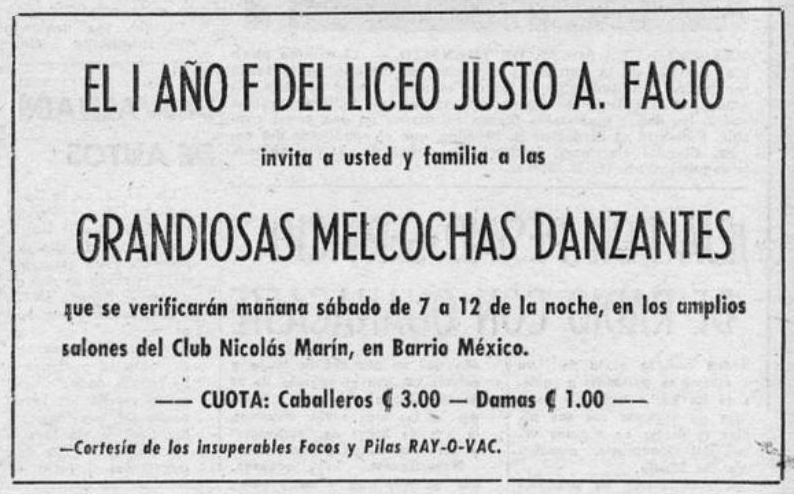 EL I AÑO F DEL LICEO JUSTO A. FACIO
invita a usted y familia a las
GRANDIOSAS MELCOCHAS DANZANTES
que se verificarán mañana sábado de 7 a 12 de la noche, en los amplios
salones del Club Nicolás Marín, en Barrio México.
—— CUOTA: Caballeros ₡ 3.00 — Damas ₡ 1.00 ——
—Cortesía de los insuperables Focos y Pilas RAY-O-VAC.